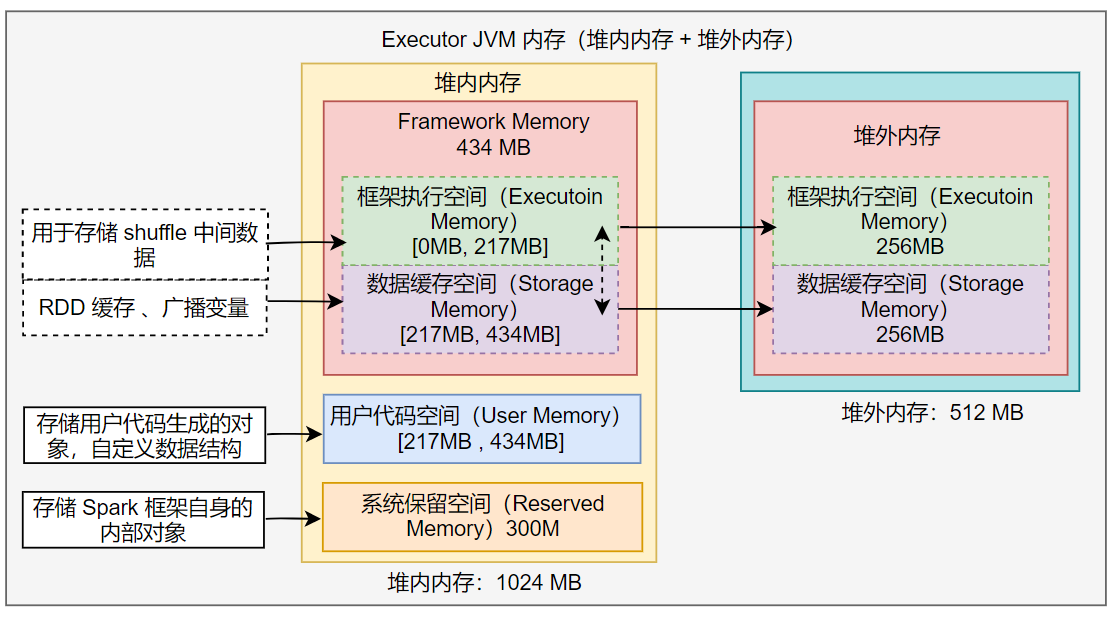 Executor JVM 内存（堆内内存 + 堆外内存）
堆内内存
Framework Memory
434 MB
框架执行空间（Executoin
Memory）
[0MB, 217MB]
数据缓存空间（Storage
Memory）
[217MB, 434MB]
用户代码空间（User Memory）
[217MB , 434MB]
系统保留空间（Reserved
Memory）300M
堆内内存：1024 MB
用于存储 shuffle 中间数
据
RDD 缓存 、广播变量
存储用户代码生成的对
象，自定义数据结构
存储 Spark 框架自身的
内部对象
堆外内存
框架执行空间（Executoin
Memory）
256MB
数据缓存空间（Storage
Memory）
256MB
堆外内存：512 MB